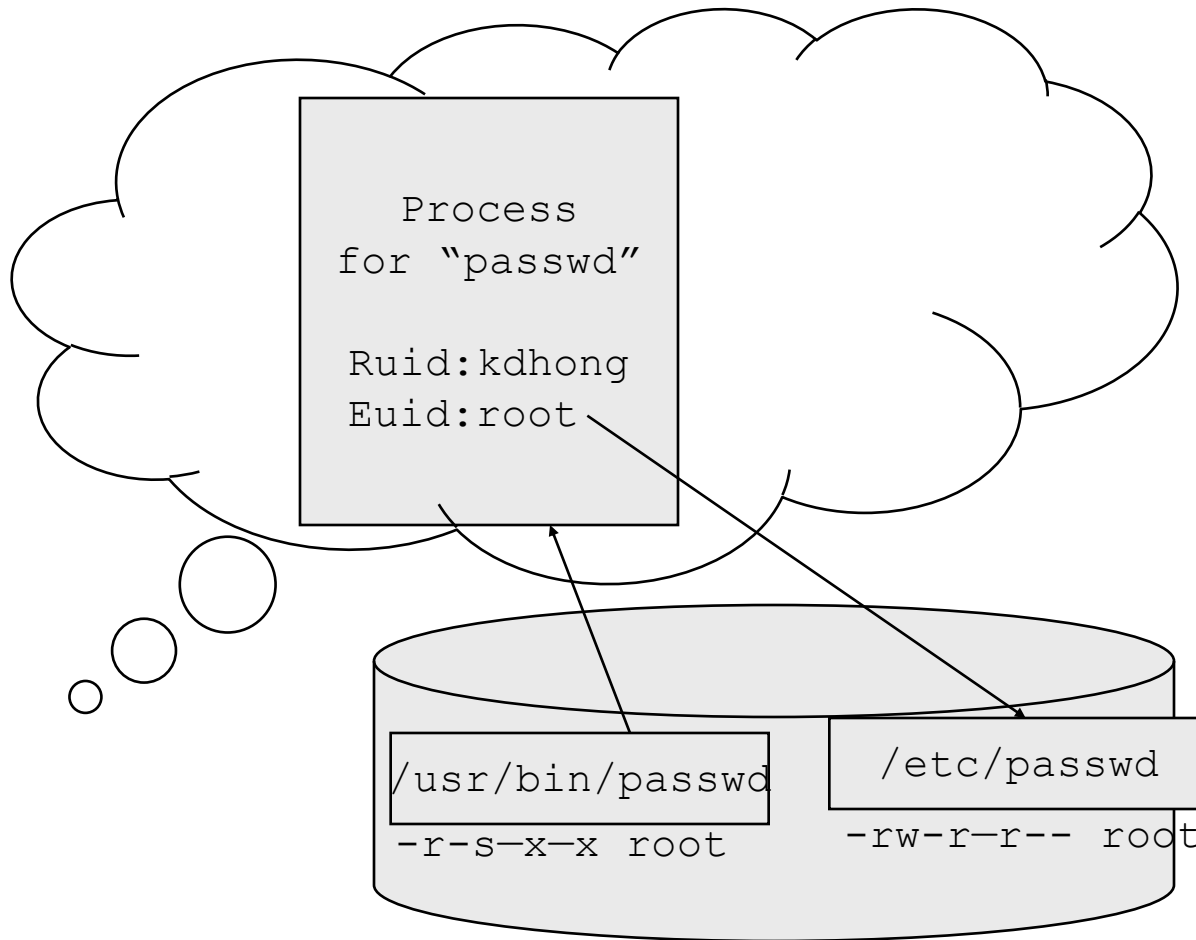 Process
for “passwd”
Ruid:kdhong
Euid:root
/usr/bin/passwd
-r-s—x—x root
/etc/passwd
-rw-r—r-- root